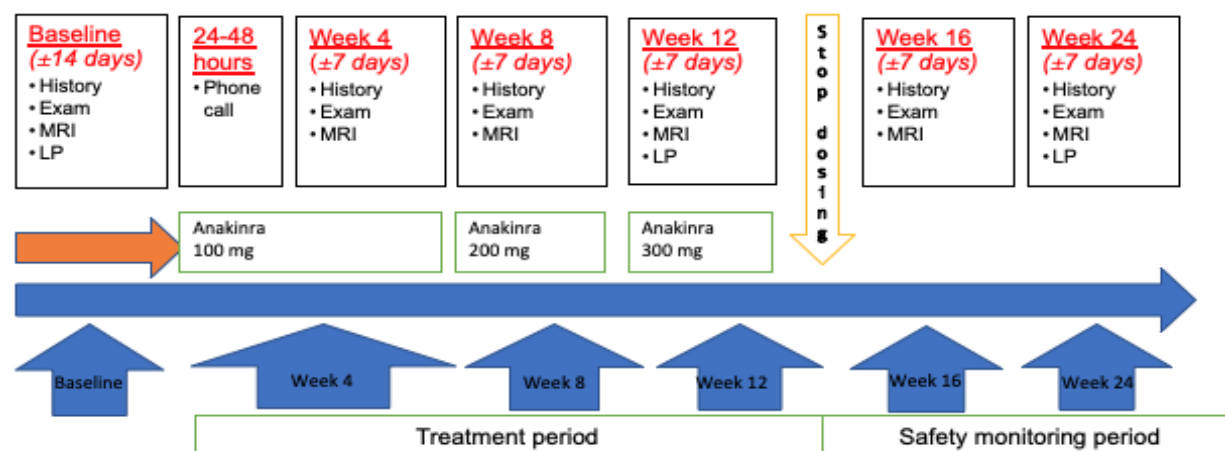 Baseline
(±14 days)
• History
• Exam
• MRI
• LP
24-48
hours
• Phone
call
Week 4
(±7 days)
• History
• Exam
• MRI
Week 8
(±7 days)
• History
• Exam
• MRI
Week 12
(±7 days)
• History
• Exam
• MRI
• LP
Stop dosing
Week 16
(±7 days)
• History
• MRI
Week 24
(±7 days)
• History
• Exam
• MRI
• LP
Anakinra
100 mg
Anakinra
200 mg
Anakinra
300 mg
Baseline
Week 4
Week 8
Week 12
Week 16
Week 24
Treatment period
Safety monitoring period